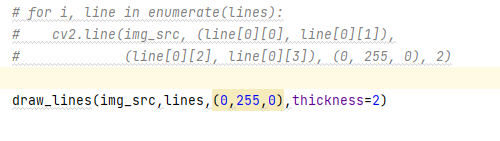 # for i, line in enumerate(lines):
#    cv2.line(img_src, (line[0][0], line[0][1]),
#             (line[0][2], line[0][3]), (0, 255, 0), 2)
draw_lines(img_src,lines,(0,255,0),thickness=2)